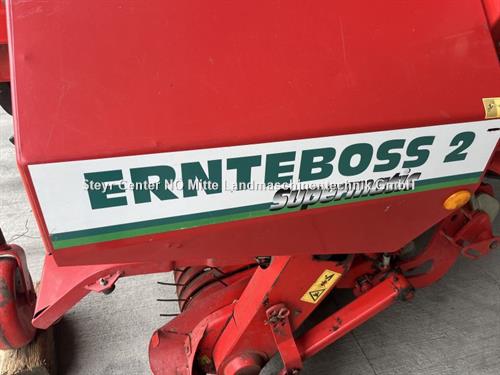 ERNTEBOSS 2
Steyr Center NÖ Mitte Landmaschinentechnik GmbH
Supermatic